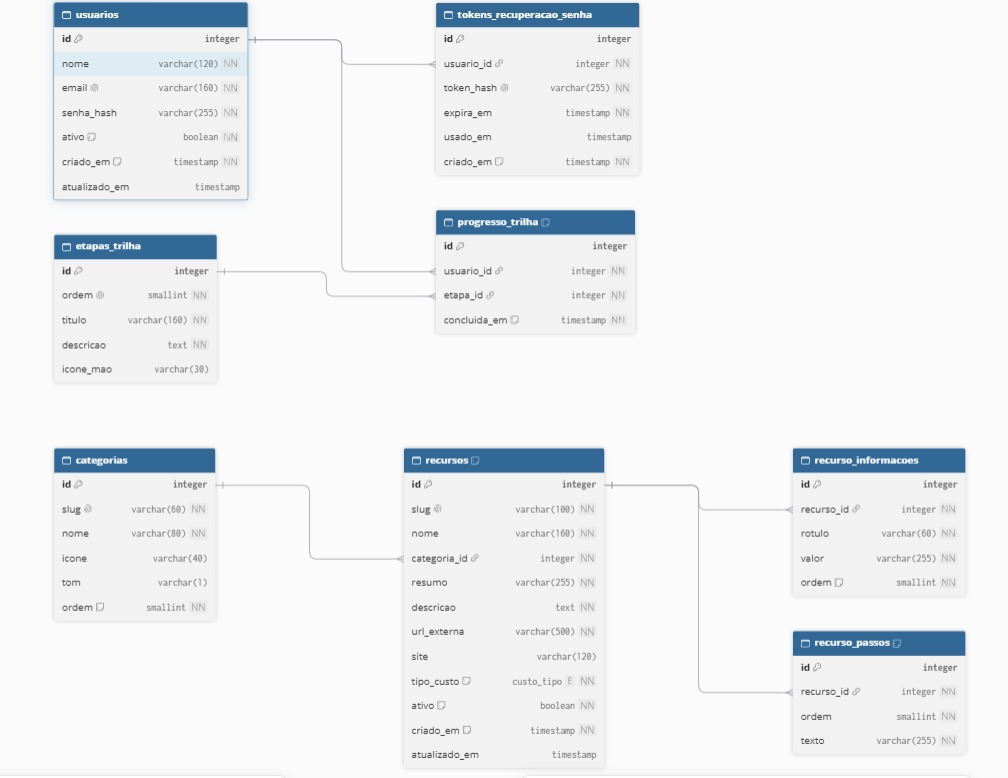 usuarios
id integer
nome varchar(120) NN
email varchar(160) NN
senha_hash varchar(255) NN
ativo boolean NN
criado_em timestamp NN
atualizado_em timestamp
tokens_recuperacao_senha
id integer
usuario_id integer NN
token_hash varchar(255) NN
expira_em timestamp NN
usado_em timestamp
criado_em timestamp NN
progresso_trilha
id integer
usuario_id integer NN
etapa_id integer NN
concluida_em timestamp NN
etapas_trilha
id integer
ordem smallint NN
titulo varchar(160) NN
descricao text NN
icone_mao varchar(30)
categorias
id integer
slug varchar(60) NN
nome varchar(80) NN
icone varchar(40)
tom varchar(1)
ordem smallint NN
recursos
id integer
slug varchar(100) NN
nome varchar(160) NN
categoria_id integer NN
resumo varchar(255) NN
descricao text NN
url_externa varchar(500) NN
site varchar(120)
tipo_custo custo_tipo E NN
ativo boolean NN
criado_em timestamp NN
atualizado_em timestamp
recurso_informacoes
id integer
recurso_id integer NN
rotulo varchar(60) NN
valor varchar(255) NN
ordem smallint NN
recurso_passos
id integer
recurso_id integer NN
ordem smallint NN
texto varchar(255) NN